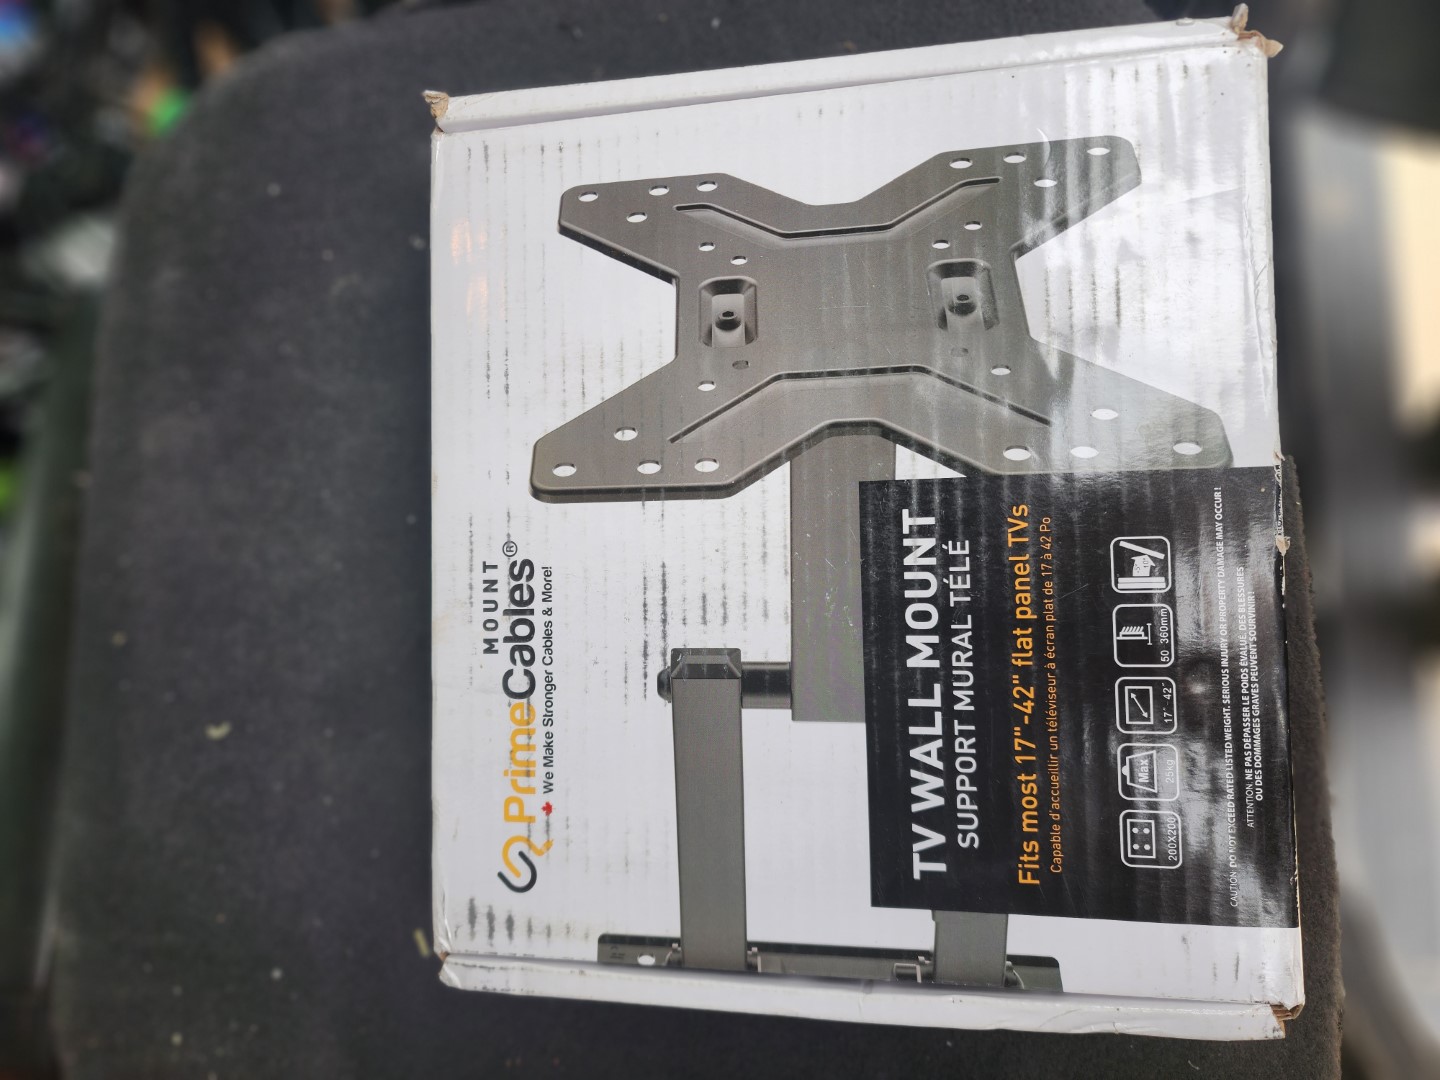 MOUNT
PrimeCables®
We Make Stronger Cables & More!
TV WALL MOUNT
SUPPORT MURAL TÉLÉ
Fits most 17"-42" flat panel TVs
Capable d'accueillir un téléviseur à écran plat de 17 à 42 Po
200X200
Max
25kg
17"-42"
50-360mm
CAUTION: DO NOT EXCEED RATED LISTED WEIGHT. SERIOUS INJURY OR PROPERTY DAMAGE MAY OCCUR !
ATTENTION: NE PAS DÉPASSER LE POIDS ÉVALUÉ. DES BLESSURES
OU DES DOMMAGES GRAVES PEUVENT SOURVINIR !